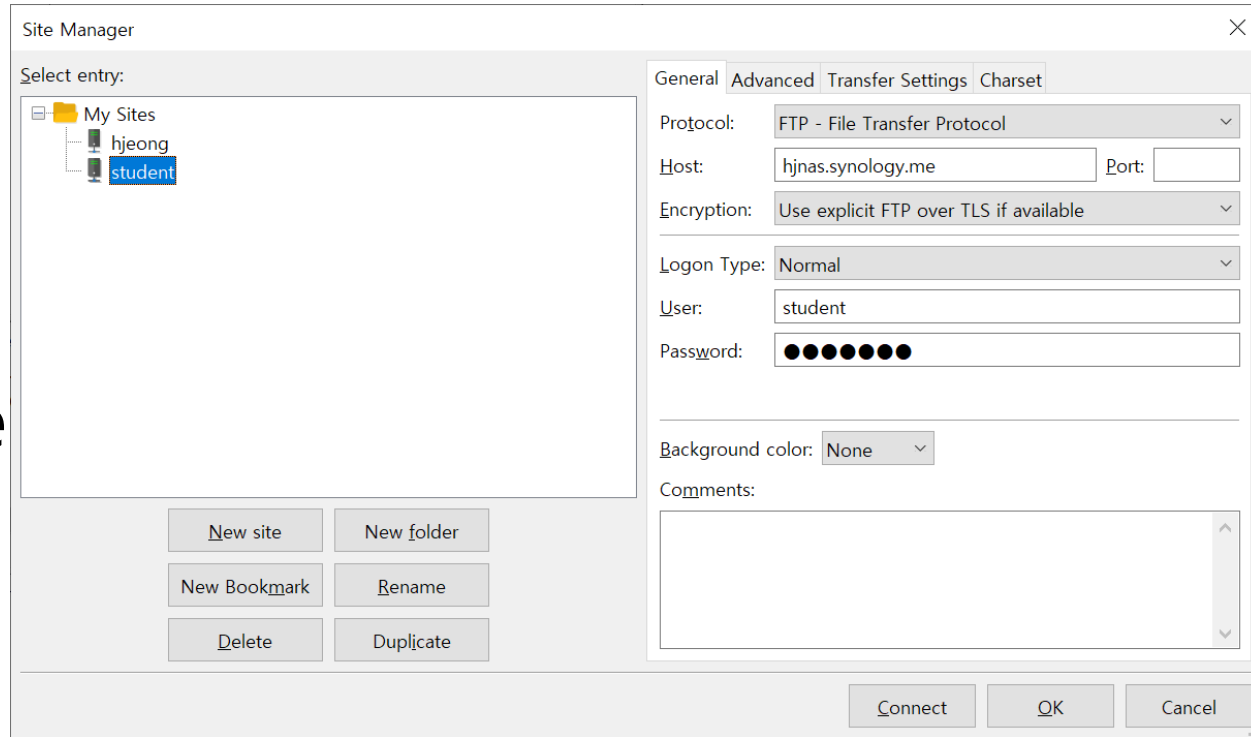 Site Manager
Select entry:
My Sites
hjeong
student
New site
New folder
New Bookmark
Rename
Delete
Duplicate
General Advanced Transfer Settings Charset
Protocol: FTP - File Transfer Protocol
Host: hjnas.synology.me Port:
Encryption: Use explicit FTP over TLS if available
Logon Type: Normal
User: student
Password: ●●●●●●●
Background color: None
Comments:
Connect
OK
Cancel
e